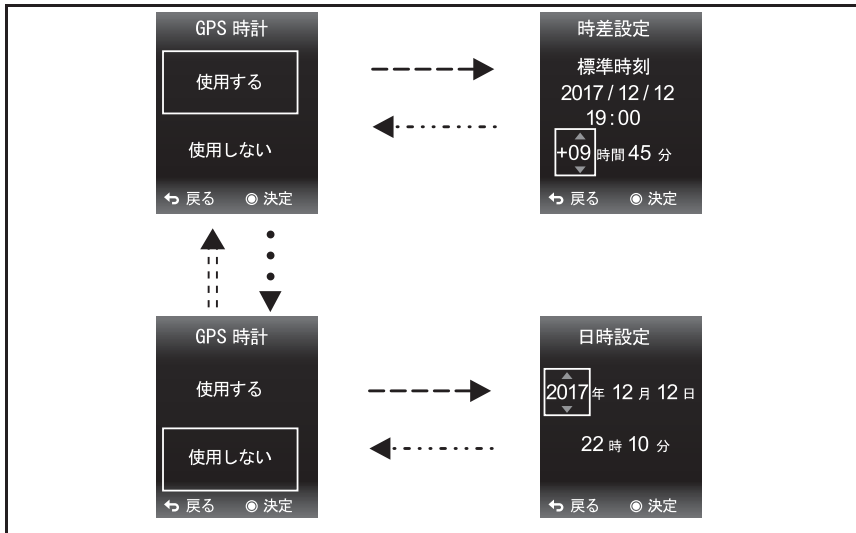 GPS 時計
使用する
使用しない
戻る ◉ 決定
時差設定
標準時刻
2017 / 12 / 12
19:00
+09 時間 45 分
戻る ◉ 決定
GPS 時計
使用する
使用しない
戻る ◉ 決定
日時設定
2017 年 12 月 12 日
22 時 10 分
戻る ◉ 決定